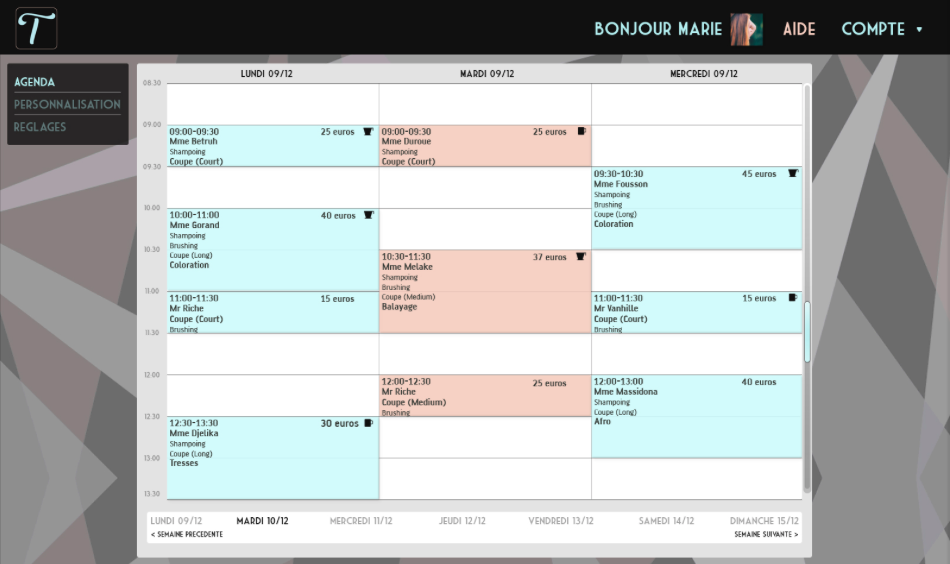 T
BONJOUR MARIE
AIDE
COMPTE
AGENDA
PERSONNALISATION
REGLAGES
LUNDI 09/12
MARDI 09/12
MERCREDI 09/12
08.30
09.00
09.30
10.00
10.30
11.00
11.30
12.00
12.30
13.00
13.30
09:00-09:30 25 euros
Mme Betruh
Shampoing
Coupe (Court)
10:00-11:00 40 euros
Mme Gorand
Shampoing
Brushing
Coupe (Long)
Coloration
11:00-11:30 15 euros
Mr Riche
Coupe (Court)
Brushing
12:30-13:30 30 euros
Mme Djelika
Shampoing
Coupe (Long)
Tresses
09:00-09:30 25 euros
Mme Duroue
Shampoing
Coupe (Court)
10:30-11:30 37 euros
Mme Melake
Shampoing
Brushing
Coupe (Medium)
Balayage
12:00-12:30 25 euros
Mr Riche
Coupe (Medium)
Brushing
09:30-10:30 45 euros
Mme Fousson
Shampoing
Brushing
Coupe (Long)
Coloration
11:00-11:30 15 euros
Mr Vanhille
Coupe (Court)
Brushing
12:00-13:00 40 euros
Mme Massidona
Shampoing
Coupe (Long)
Afro
LUNDI 09/12
MARDI 10/12
MERCREDI 11/12
JEUDI 12/12
VENDREDI 13/12
SAMEDI 14/12
DIMANCHE 15/12
< SEMAINE PRECEDENTE
SEMAINE SUIVANTE >